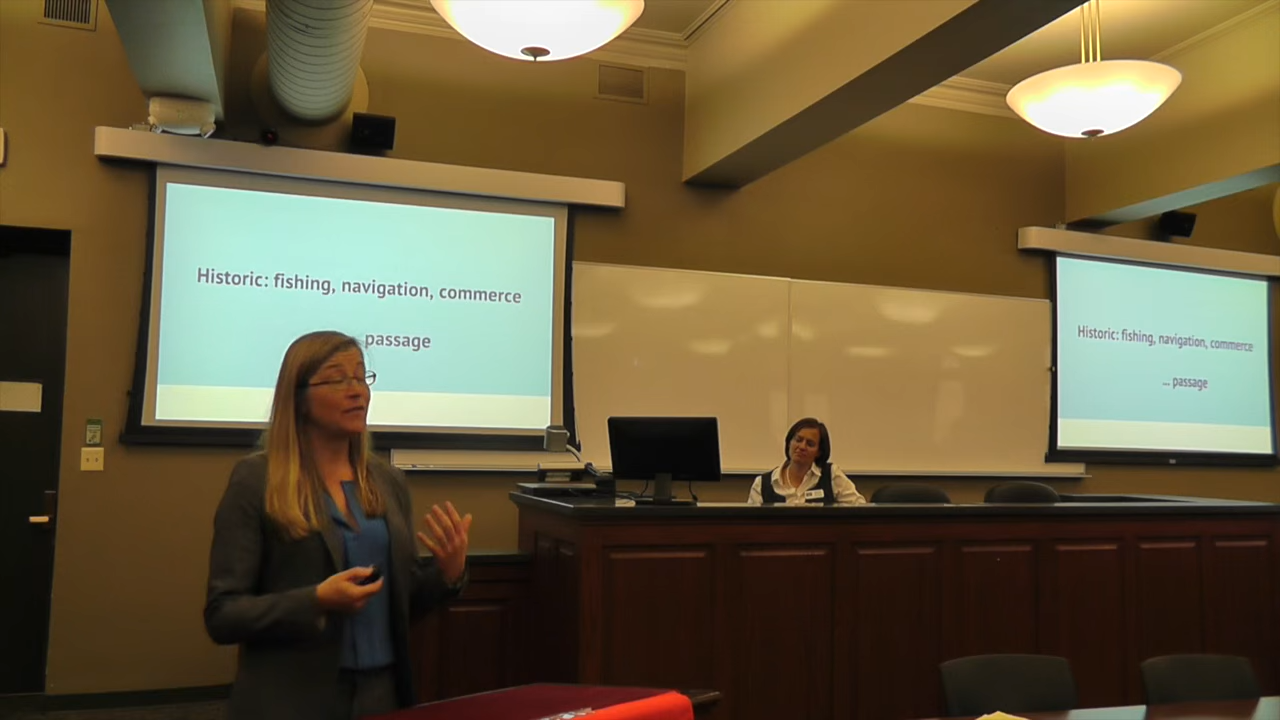 Historic: fishing, navigation, commerce
passage
Historic: fishing, navigation, commerce
... passage